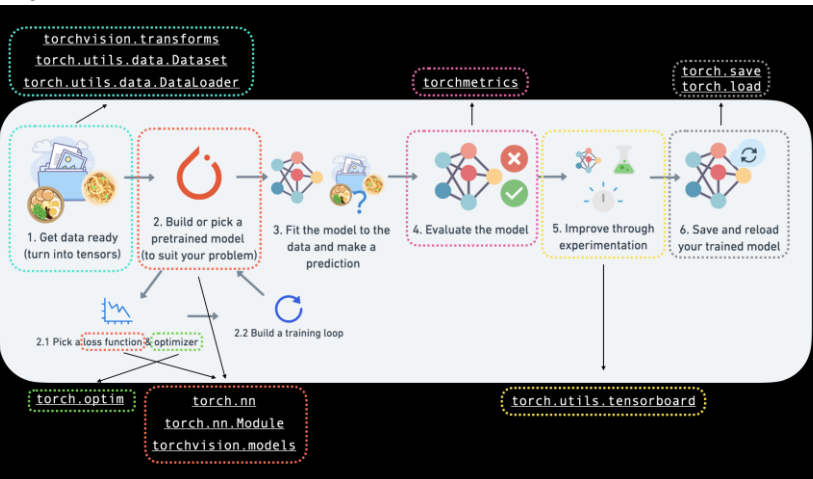 torchvision.transforms
torch.utils.data.Dataset
torch.utils.data.DataLoader
torchmetrics
torch.save
torch.load
1. Get data ready
(turn into tensors)
2. Build or pick a
pretrained model
(to suit your problem)
3. Fit the model to the
data and make a
prediction
4. Evaluate the model
5. Improve through
experimentation
6. Save and reload
your trained model
2.1 Pick a loss function & optimizer
2.2 Build a training loop
torch.optim
torch.nn
torch.nn.Module
torchvision.models
torch.utils.tensorboard